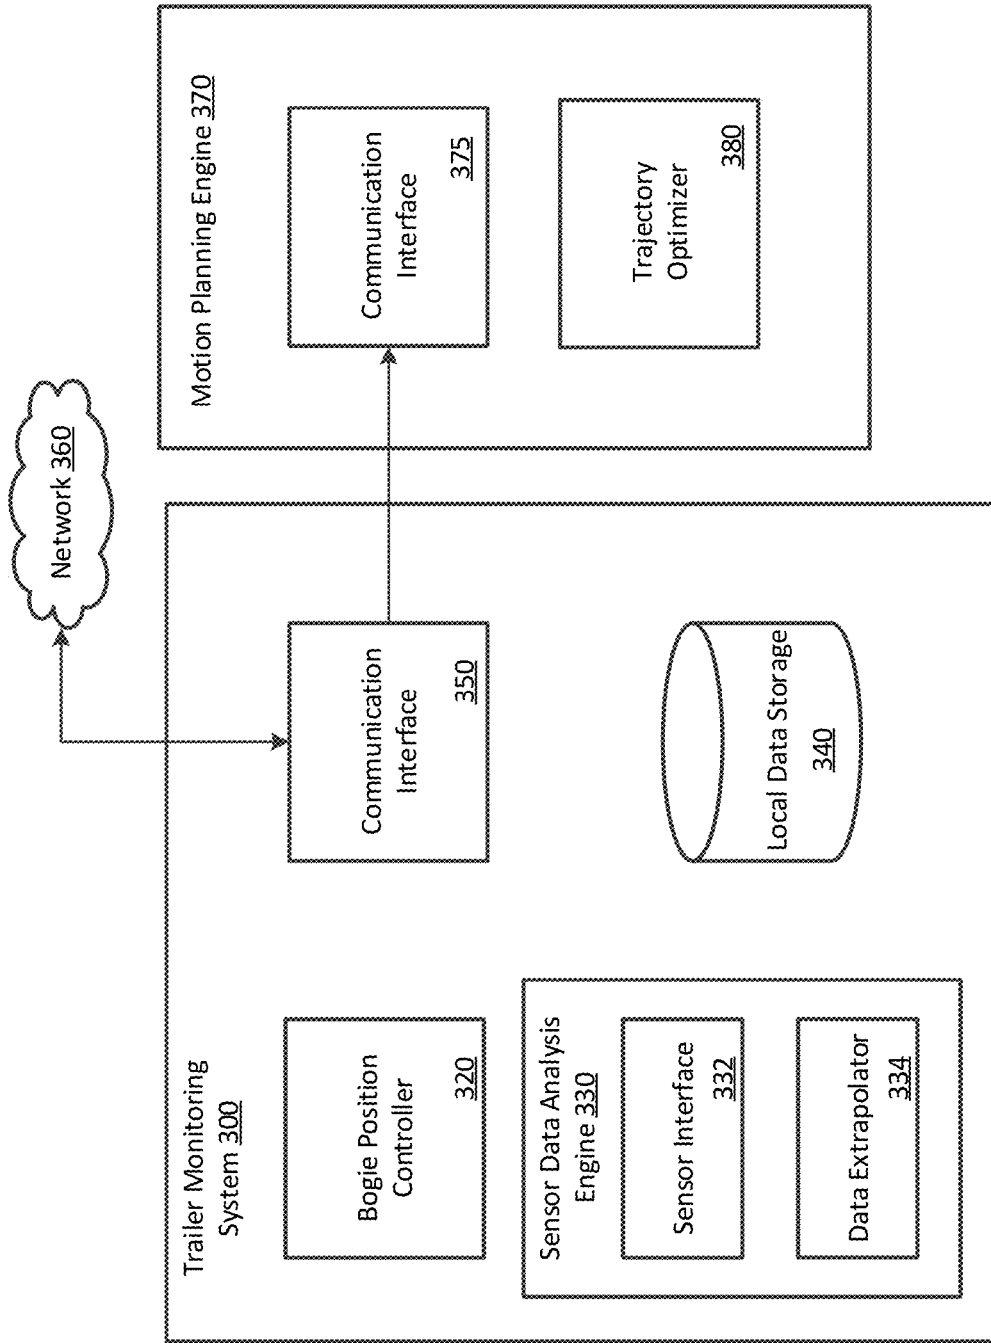 Network 360
Trailer Monitoring
System 300
Bogie Position
Controller
320
Sensor Data Analysis
Engine 330
Sensor Interface
332
Data Extrapolator
334
Communication
Interface
350
Local Data Storage
340
Motion Planning Engine 370
Communication
Interface
375
Trajectory
Optimizer
380